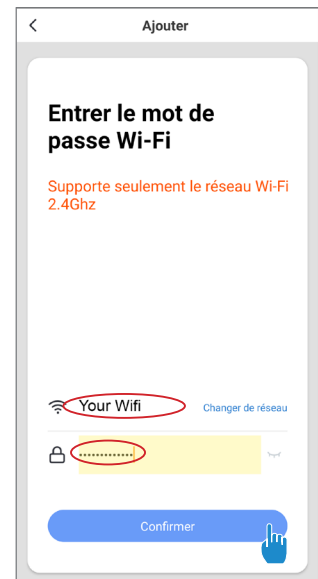 Ajouter
Entrer le mot de
passe Wi-Fi
Supporte seulement le réseau Wi-Fi
2.4Ghz
Your Wifi
Changer de réseau
Confirmer